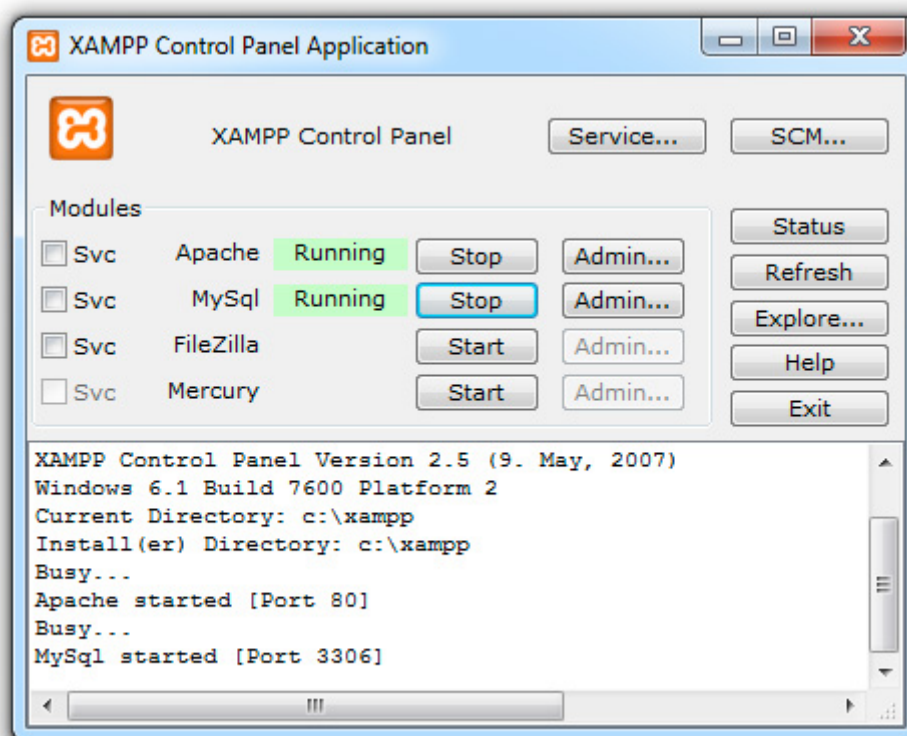 XAMPP Control Panel Application
XAMPP Control Panel Service... SCM...
Modules
Svc Apache Running Stop Admin...
Svc MySql Running Stop Admin...
Svc FileZilla Start Admin...
Svc Mercury Start Admin...
Status
Refresh
Explore...
Help
Exit
XAMPP Control Panel Version 2.5 (9. May, 2007)
Windows 6.1 Build 7600 Platform 2
Current Directory: c:\xampp
Install(er) Directory: c:\xampp
Busy...
Apache started [Port 80]
Busy...
MySql started [Port 3306]